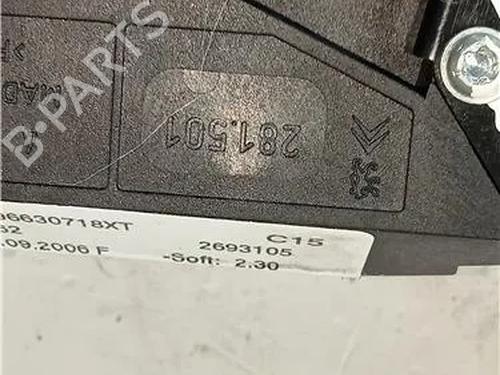 B-PARTS
281.501
96630718XT
C15
2693105
.09.2006 F
-Soft: 2.30